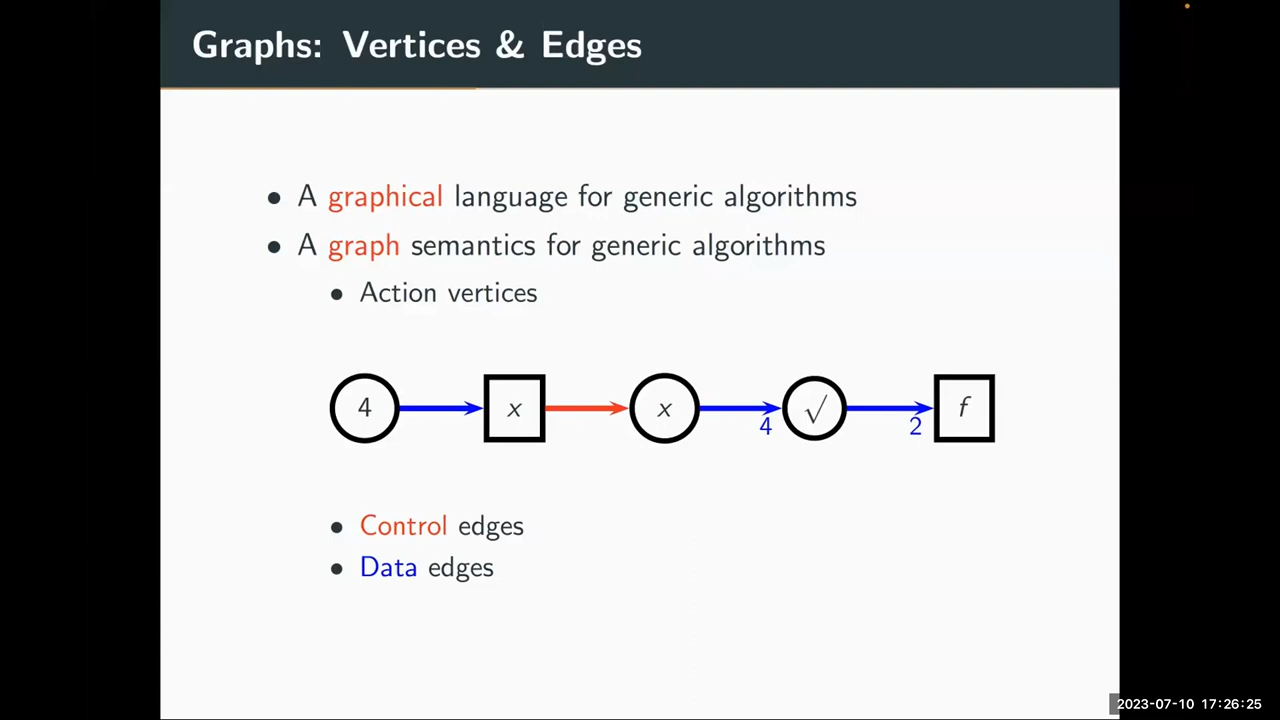 Graphs: Vertices & Edges
• A graphical language for generic algorithms
• A graph semantics for generic algorithms
• Action vertices
4 x x √ f
4 2
• Control edges
• Data edges
2023-07-10 17:26:25